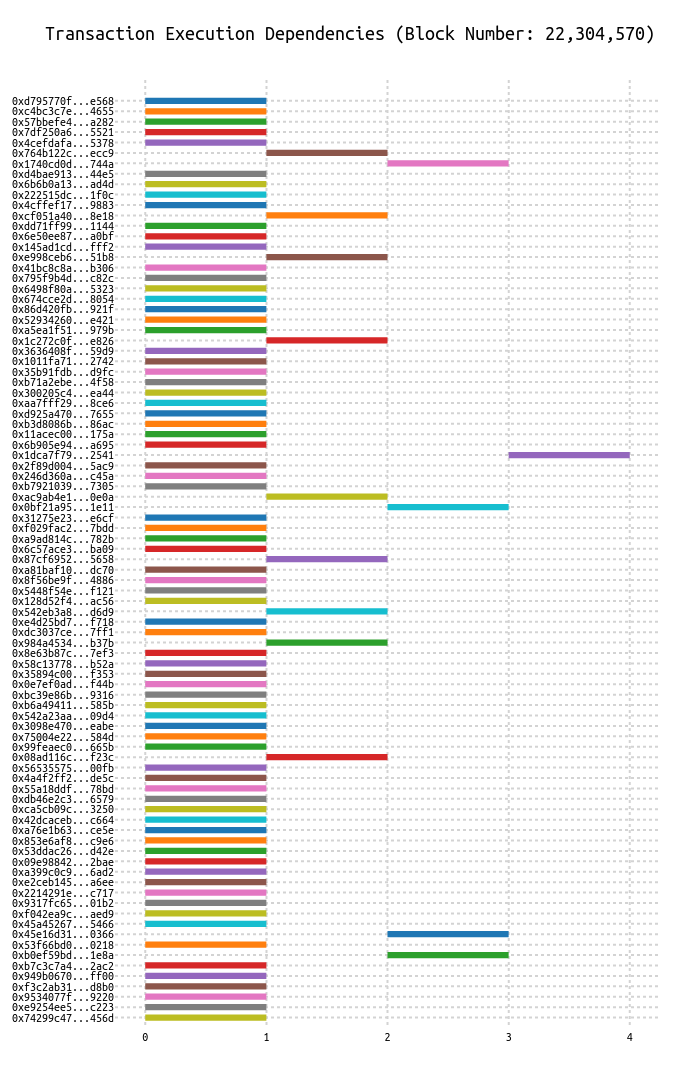 Transaction Execution Dependencies (Block Number: 22,304,570)
0xd795770f...e568
0xc4bc3c7e...4655
0x57bbefe4...a282
0x7df250a6...5521
0x4cefdafa...5378
0x764b122c...ecc9
0x1740cd0d...744a
0xd4bae913...44e5
0x6b6b0a13...ad4d
0x222515dc...1f0c
0x4cffef17...9883
0xcf051a40...8e18
0xdd71ff99...1144
0x6e50ee87...a0bf
0x145ad1cd...fff2
0xe998ceb6...51b8
0x41bc8c8a...b306
0x795f9b4d...c82c
0x6498f80a...5323
0x674cce2d...8054
0x86d420fb...921f
0x52934260...e421
0xa5ea1f51...979b
0x1c272c0f...e826
0x3636408f...59d9
0x1011fa71...2742
0x35b91fdb...d9fc
0xb71a2ebe...4f58
0x300205c4...ea44
0xaa7fff29...8ce6
0xd925a470...7655
0xb3d8086b...86ac
0x11acec00...175a
0x6b905e94...a695
0x1dca7f79...2541
0x2f89d004...5ac9
0x246d360a...c45a
0xb7921039...7305
0xac9ab4e1...0e0a
0x0bf21a95...1e11
0x31275e23...e6cf
0xf029fac2...7bdd
0xa9ad814c...782b
0x6c57ace3...ba09
0x87cf6952...5658
0xa81baf10...dc70
0x8f56be9f...4886
0x5448f54e...f121
0x128d52f4...ac56
0x542eb3a8...d6d9
0xe4d25bd7...f718
0xdc3037ce...7ff1
0x984a4534...b37b
0x8e63b87c...7ef3
0x58c13778...b52a
0x35894c00...f353
0x0e7ef0ad...f44b
0xbc39e86b...9316
0xb6a49411...585b
0x542a23aa...09d4
0x3098e470...eabe
0x75004e22...584d
0x99feaec0...665b
0x08ad116c...f23c
0x56535575...00fb
0x4a4f2ff2...de5c
0x55a18ddf...78bd
0xdb46e2c3...6579
0xca5cb09c...3250
0x42dcaceb...c664
0xa76e1b63...ce5e
0x853e6af8...c9e6
0x53ddac26...d42e
0x09e98842...2bae
0xa399c0c9...6ad2
0xe2ceb145...a6ee
0x2214291e...c717
0x9317fc65...01b2
0xf042ea9c...aed9
0x45a45267...5466
0x45e16d31...0366
0x53f66bd0...0218
0xb0ef59bd...1e8a
0xb7c3c7a4...2ac2
0x949b0670...ff00
0xf3c2ab31...d8b0
0x9534077f...9220
0xe9254ee5...c223
0x74299c47...456d
0 1 2 3 4